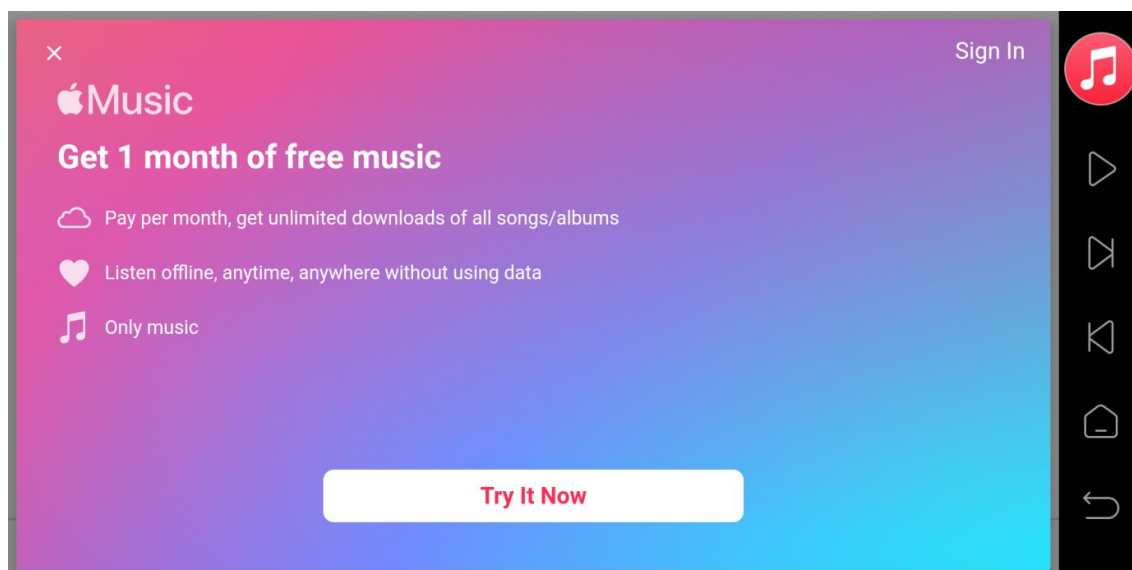 Sign In
Music
Get 1 month of free music
Pay per month, get unlimited downloads of all songs/albums
Listen offline, anytime, anywhere without using data
Only music
Try It Now